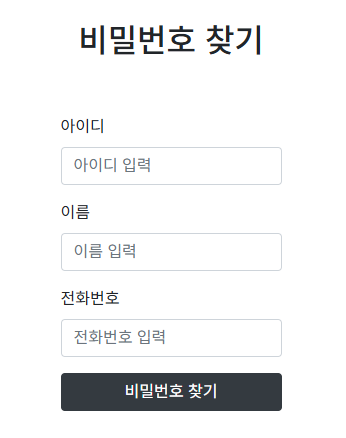 비밀번호 찾기
아이디
아이디 입력
이름
이름 입력
전화번호
전화번호 입력
비밀번호 찾기